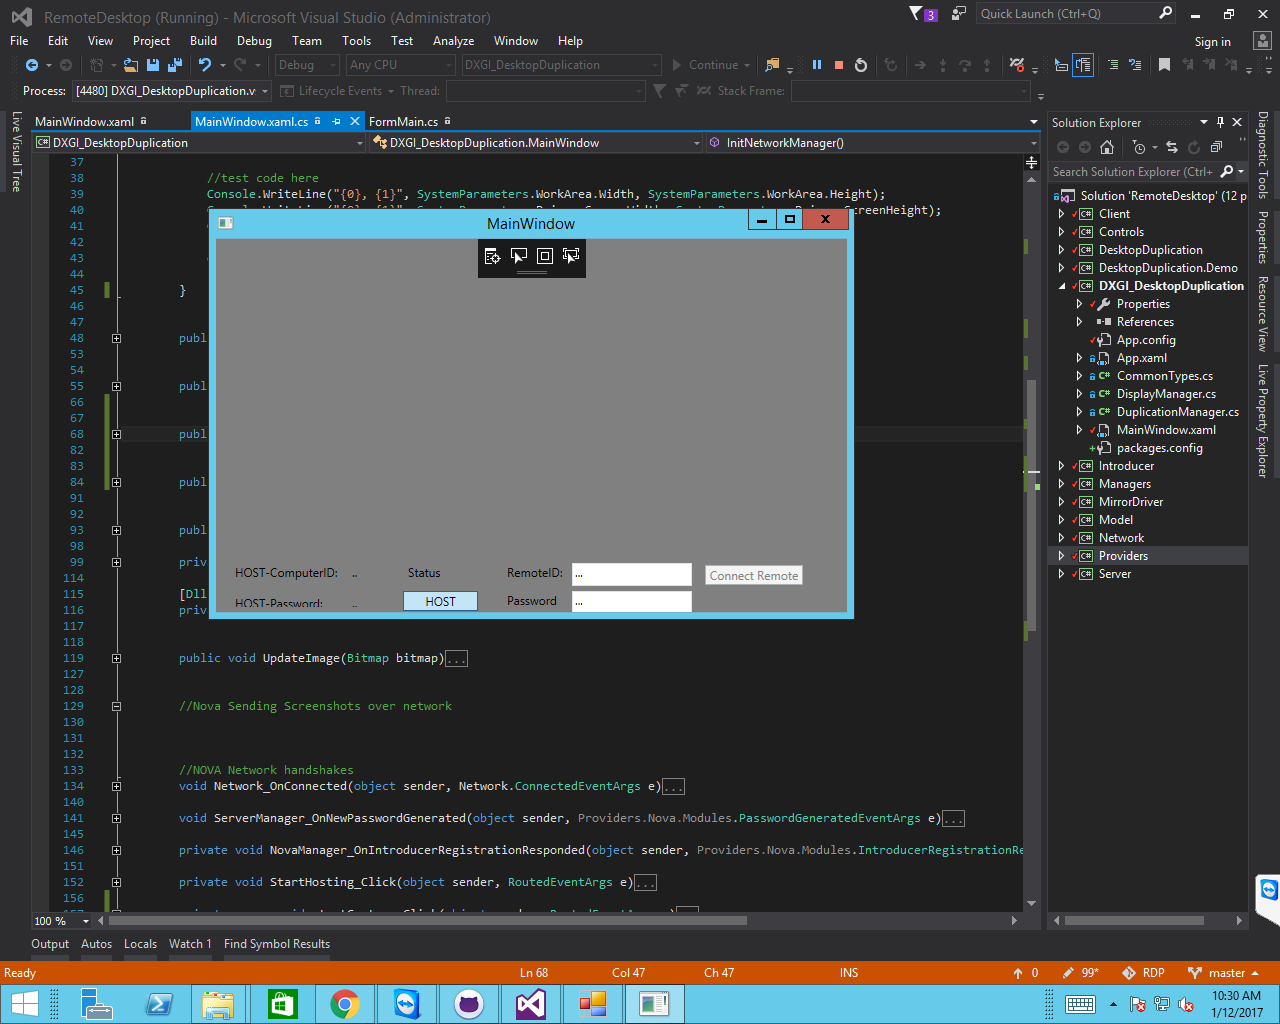 RemoteDesktop (Running) - Microsoft Visual Studio (Administrator)
3
Quick Launch (Ctrl+Q)
File Edit View Project Build Debug Team Tools Test Analyze Window Help
Sign in
Debug Any CPU DXGI_DesktopDuplication Continue
Process: [4480] DXGI_DesktopDuplication.v Lifecycle Events Thread: Stack Frame:
Live Visual Tree
MainWindow.xaml MainWindow.xaml.cs FormMain.cs
DXGI_DesktopDuplication DXGI_DesktopDuplication.MainWindow InitNetworkManager()
37
38 //test code here
39 Console.WriteLine("{0}, {1}", SystemParameters.WorkArea.Width, SystemParameters.WorkArea.Height);
40 ScreenHeight);
41
42
43
44
45 }
46
47
48 publ
53
54
55 publ
66
67
68 publ
82
83
84 publ
91
92
93 publ
98
99 priv
114
115 [Dll
116 priv
117
118
119 public void UpdateImage(Bitmap bitmap)...
127
128
129 //Nova Sending Screenshots over network
130
131
132
133 //NOVA Network handshakes
134 void Network_OnConnected(object sender, Network.ConnectedEventArgs e)...
140
141 void ServerManager_OnNewPasswordGenerated(object sender, Providers.Nova.Modules.PasswordGeneratedEventArgs e)...
145
146 private void NovaManager_OnIntroducerRegistrationResponded(object sender, Providers.Nova.Modules.IntroducerRegistrationRe
151
152 private void StartHosting_Click(object sender, RoutedEventArgs e)...
156
MainWindow
HOST-ComputerID: .. Status RemoteID: ... Connect Remote
HOST-Password: .. HOST Password ...
100 %
Solution Explorer
Search Solution Explorer (Ctrl+
Solution 'RemoteDesktop' (12 p
Client
Controls
DesktopDuplication
DesktopDuplication.Demo
DXGI_DesktopDuplication
Properties
References
App.config
App.xaml
CommonTypes.cs
DisplayManager.cs
DuplicationManager.cs
MainWindow.xaml
packages.config
Introducer
Managers
MirrorDriver
Model
Network
Providers
Server
Diagnostic Tools
Properties
Resource View
Live Property Explorer
Output Autos Locals Watch 1 Find Symbol Results
Ready Ln 68 Col 47 Ch 47 INS 0 99* RDP master
10:30 AM
1/12/2017